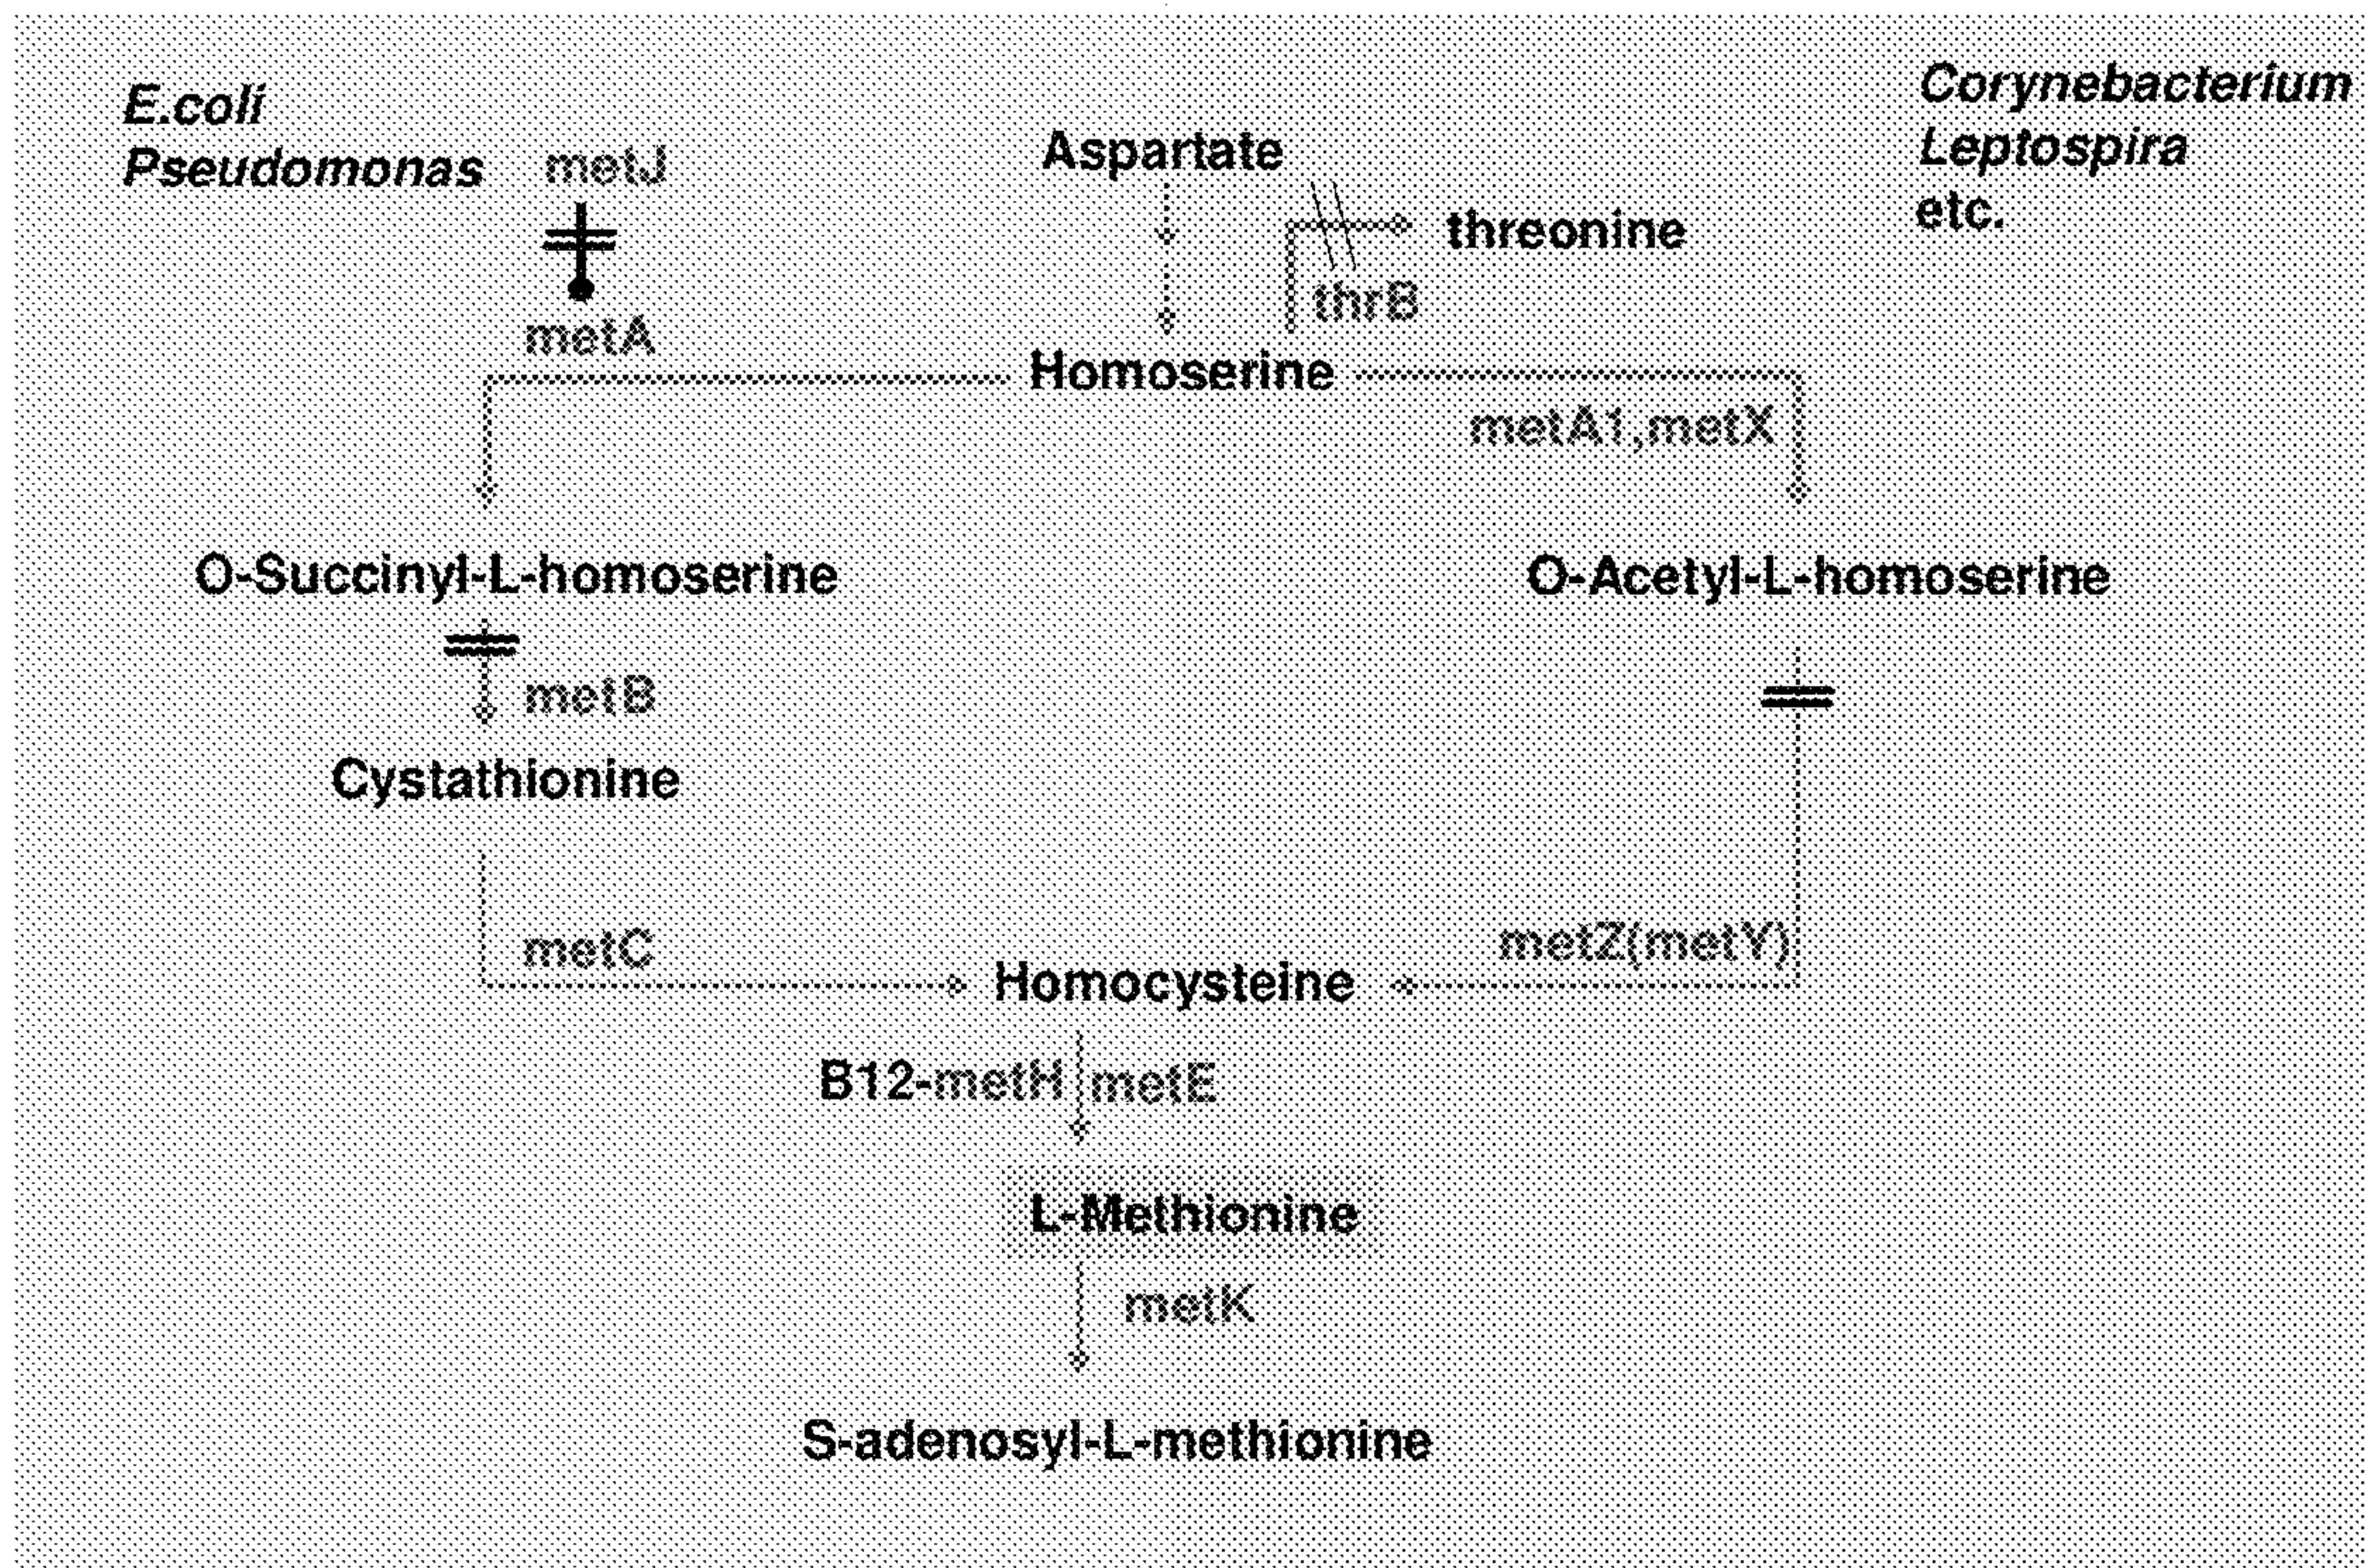 E.coli
Pseudomonas
metJ
metA
Aspartate
threonine
thrB
Corynebacterium
Leptospira
etc.
Homoserine
metA1,metX
O-Succinyl-L-homoserine
O-Acetyl-L-homoserine
metB
Cystathionine
metC
metZ(metY)
Homocysteine
B12-metH metE
L-Methionine
metK
S-adenosyl-L-methionine